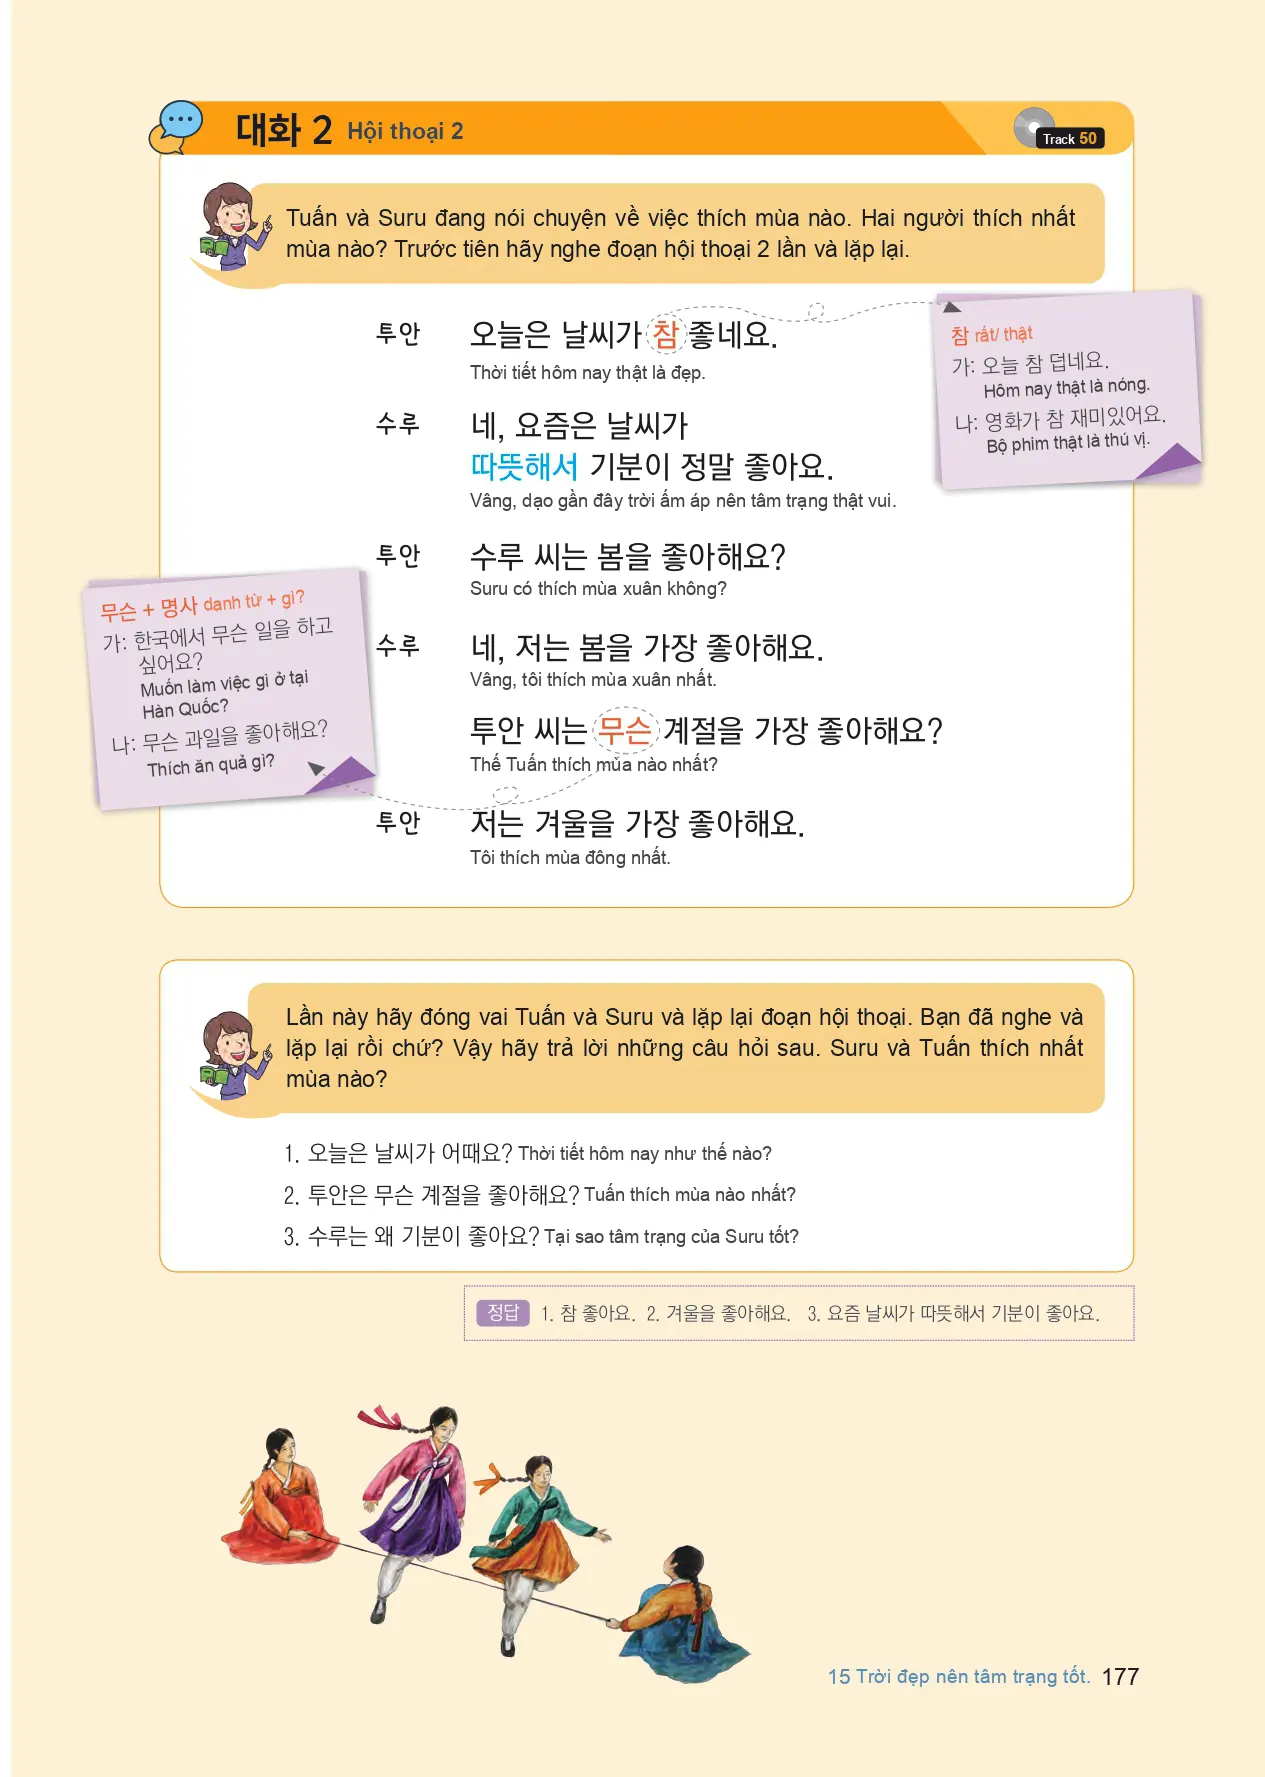 대화 2 Hội thoại 2
Track 50
Tuấn và Suru đang nói chuyện về việc thích mùa nào. Hai người thích nhất
mùa nào? Trước tiên hãy nghe đoạn hội thoại 2 lần và lặp lại.
투안 오늘은 날씨가 참 좋네요.
Thời tiết hôm nay thật là đẹp.
수루 네, 요즘은 날씨가
따뜻해서 기분이 정말 좋아요.
Vâng, dạo gần đây trời ấm áp nên tâm trạng thật vui.
투안 수루 씨는 봄을 좋아해요?
Suru có thích mùa xuân không?
수루 네, 저는 봄을 가장 좋아해요.
Vâng, tôi thích mùa xuân nhất.
투안 씨는 무슨 계절을 가장 좋아해요?
Thế Tuấn thích mùa nào nhất?
투안 저는 겨울을 가장 좋아해요.
Tôi thích mùa đông nhất.
참 rất/ thật
가: 오늘 참 덥네요.
Hôm nay thật là nóng.
나: 영화가 참 재미있어요.
Bộ phim thật là thú vị.
무슨 + 명사 danh từ + gì?
가: 한국에서 무슨 일을 하고
싶어요?
Muốn làm việc gì ở tại
Hàn Quốc?
나: 무슨 과일을 좋아해요?
Thích ăn quả gì?
Lần này hãy đóng vai Tuấn và Suru và lặp lại đoạn hội thoại. Bạn đã nghe và
lặp lại rồi chứ? Vậy hãy trả lời những câu hỏi sau. Suru và Tuấn thích nhất
mùa nào?
1. 오늘은 날씨가 어때요? Thời tiết hôm nay như thế nào?
2. 투안은 무슨 계절을 좋아해요? Tuấn thích mùa nào nhất?
3. 수루는 왜 기분이 좋아요? Tại sao tâm trạng của Suru tốt?
정답 1. 참 좋아요. 2. 겨울을 좋아해요. 3. 요즘 날씨가 따뜻해서 기분이 좋아요.
15 Trời đẹp nên tâm trạng tốt. 177